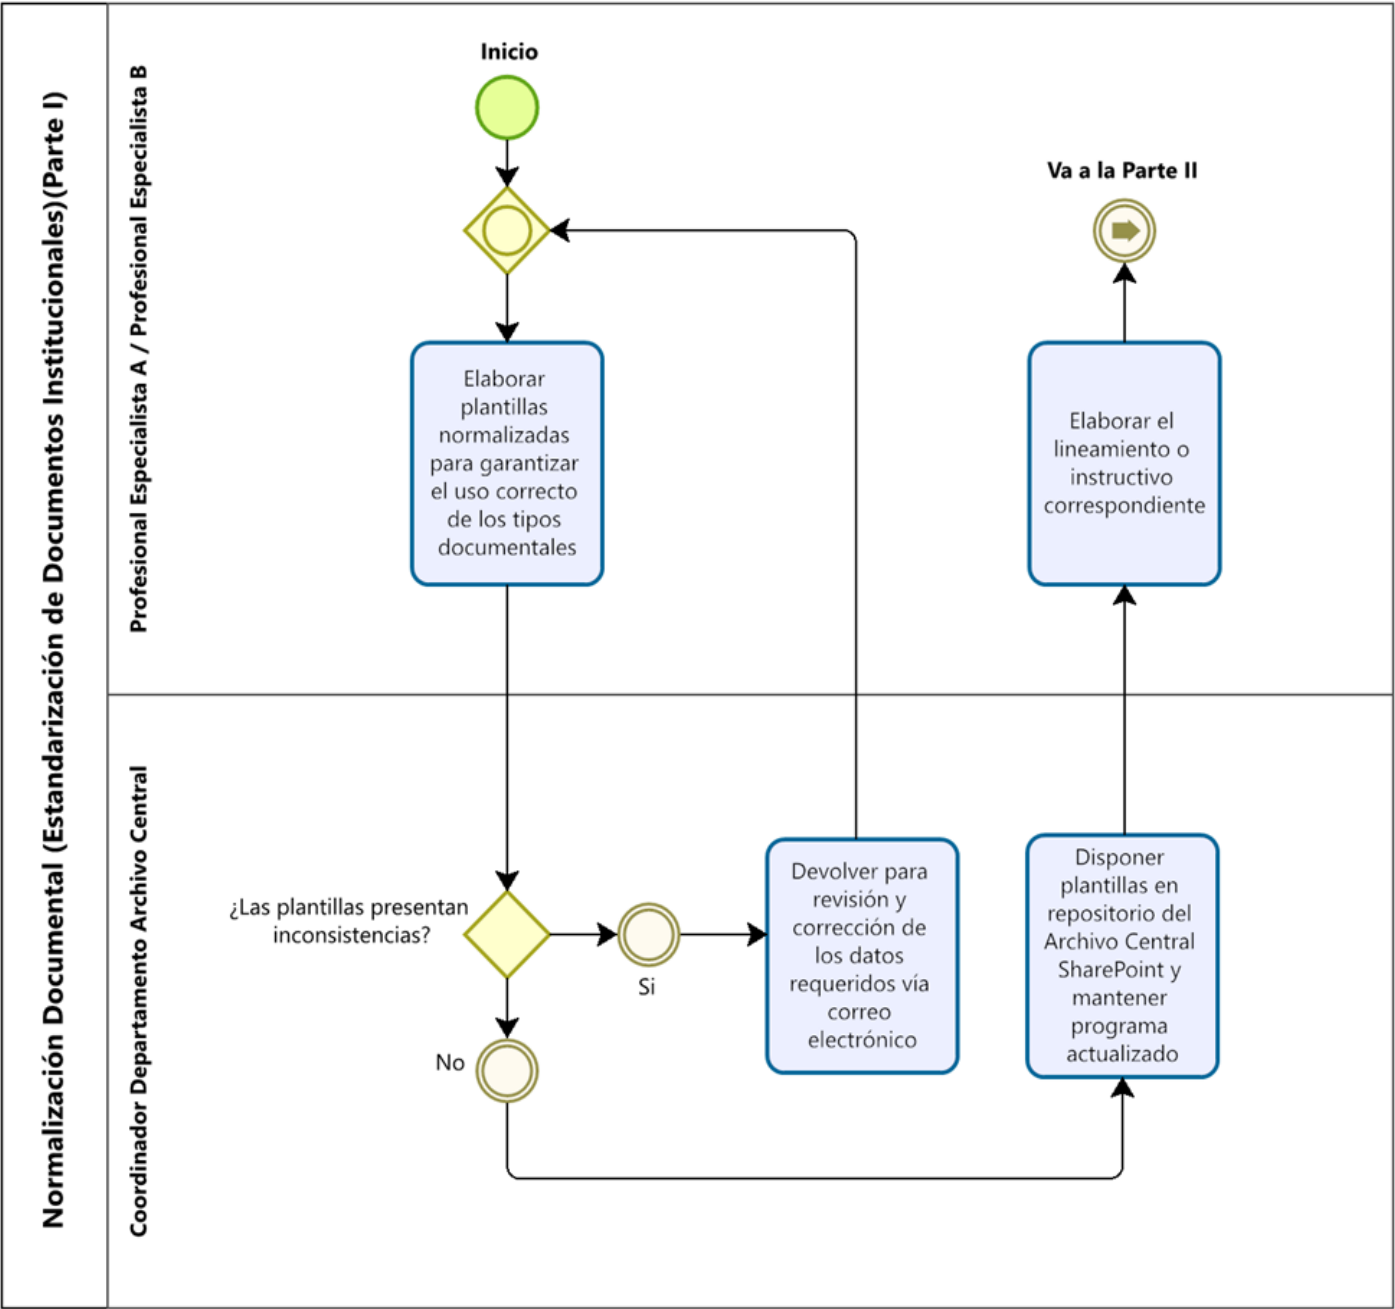 Normalización Documental (Estandarización de Documentos Institucionales)(Parte I)
Profesional Especialista A / Profesional Especialista B
Inicio
Va a la Parte II
Elaborar
plantillas
normalizadas
para garantizar
el uso correcto
de los tipos
documentales
Elaborar el
lineamiento o
instructivo
correspondiente
Coordinador Departamento Archivo Central
¿Las plantillas presentan
inconsistencias?
Si
No
Devolver para
revisión y
corrección de
los datos
requeridos vía
correo
electrónico
Disponer
plantillas en
repositorio del
Archivo Central
SharePoint y
mantener
programa
actualizado